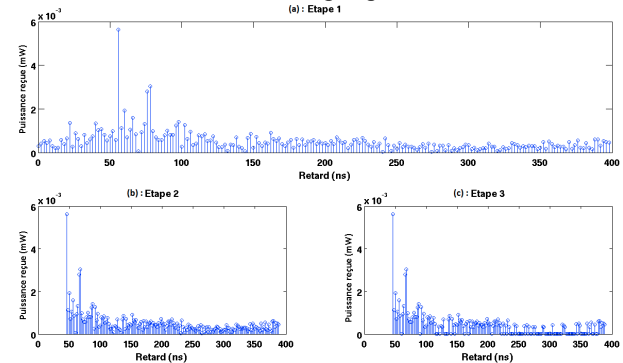 (a) : Etape 1
x 10⁻³
6
4
2
0
Puissance reçue (mW)
0 50 100 150 200 250 300 350 400
Retard (ns)
(b) : Etape 2
x 10⁻³
6
4
2
0
Puissance reçue (mW)
0 50 100 150 200 250 300 350 400
Retard (ns)
(c) : Etape 3
x 10⁻³
6
4
2
0
Puissance reçue (mW)
0 50 100 150 200 250 300 350 400
Retard (ns)